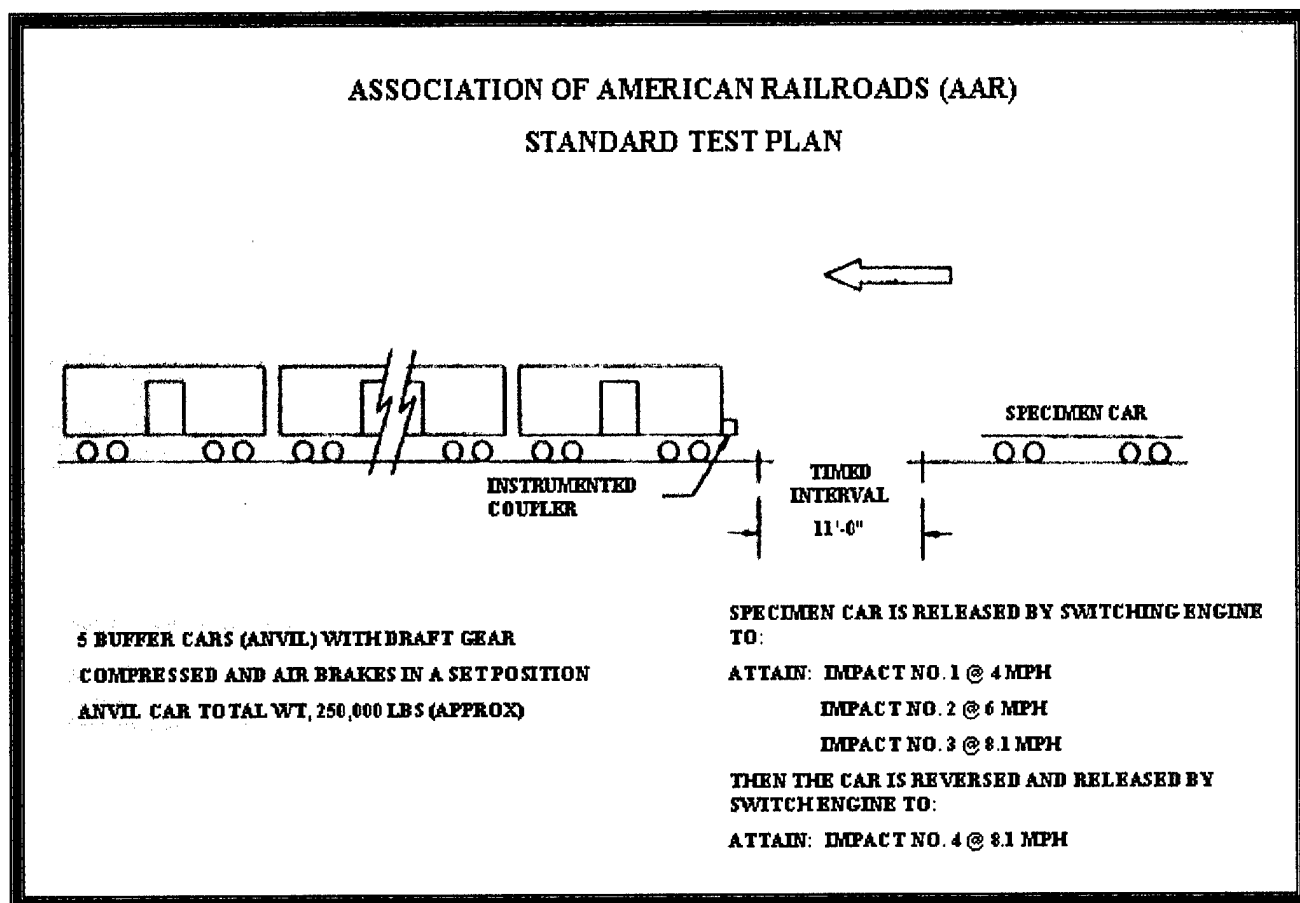 ASSOCIATION OF AMERICAN RAILROADS (AAR)
STANDARD TEST PLAN
SPECIMEN CAR
INSTRUMENTED
COUPLER
TIMED
INTERVAL
11'-0"
5 BUFFER CARS (ANVIL) WITH DRAFT GEAR
COMPRESSED AND AIR BRAKES IN A SET POSITION
ANVIL CAR TOTAL WT, 250,000 LBS (APPROX)
SPECIMEN CAR IS RELEASED BY SWITCHING ENGINE
TO:
ATTAIN: IMPACT NO. 1 @ 4 MPH
IMPACT NO. 2 @ 6 MPH
IMPACT NO. 3 @ 8.1 MPH
THEN THE CAR IS REVERSED AND RELEASED BY
SWITCH ENGINE TO:
ATTAIN: IMPACT NO. 4 @ 8.1 MPH